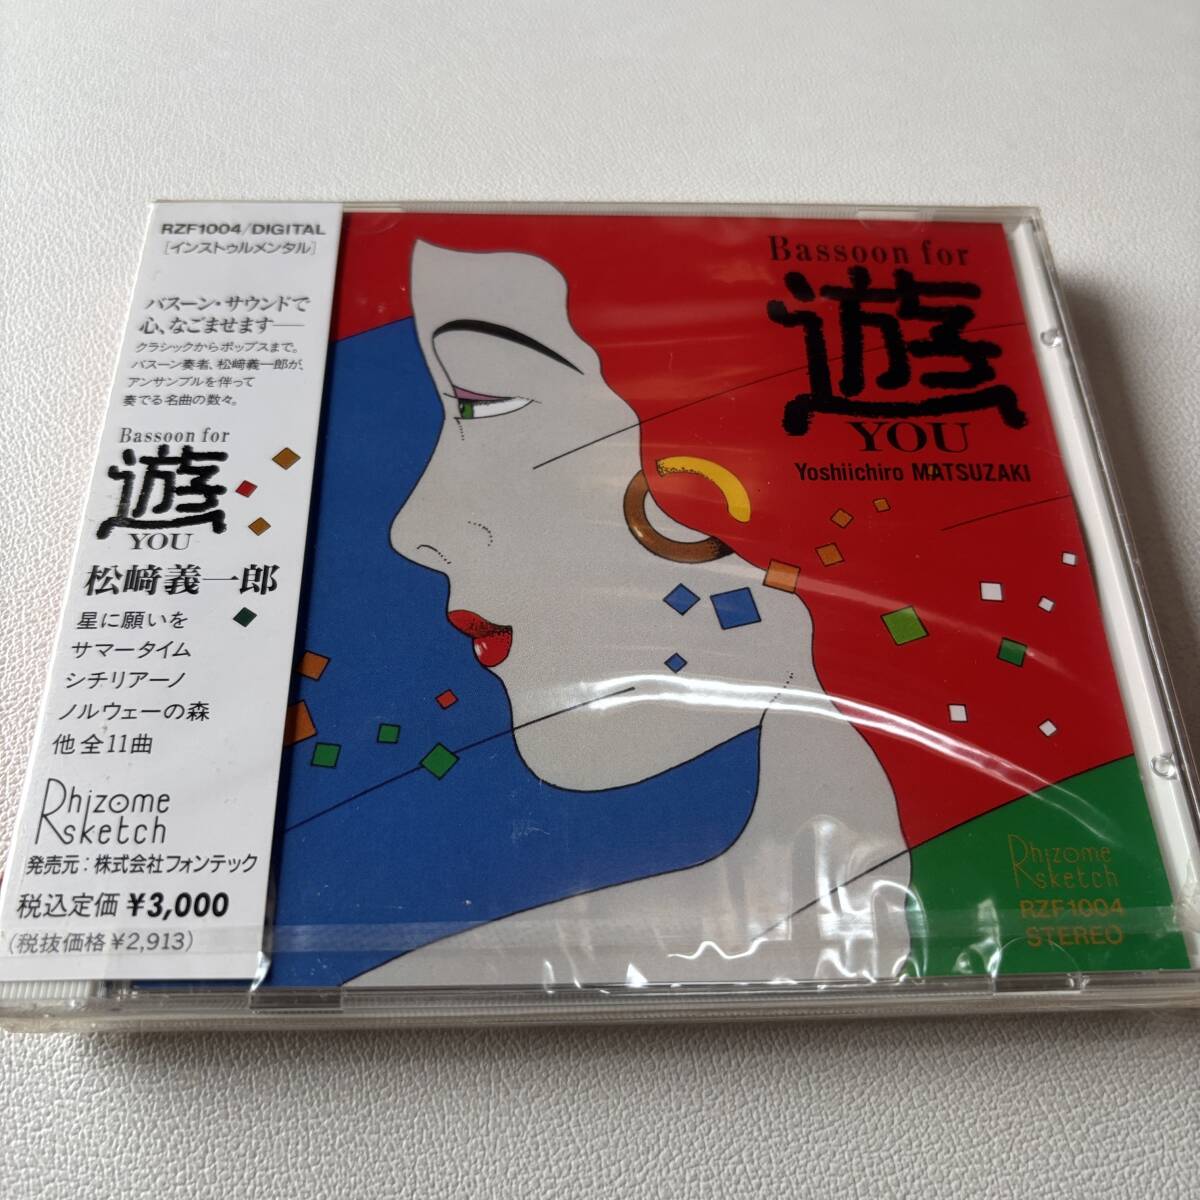 RZF1004/DIGITAL
[インストゥルメンタル]
バスーン・サウンドで
心、なごませます──
クラシックからポップスまで。
バスーン奏者、松﨑義一郎が、
アンサンブルを伴って
奏でる名曲の数々。
Bassoon for
遊
YOU
松﨑義一郎
星に願いを
サマータイム
シチリアーノ
ノルウェーの森
他 全11曲
Rhizome
sketch
発売元：株式会社フォンテック
税込定価 ¥3,000
(税抜価格¥2,913)
Bassoon for
遊
YOU
Yoshiichiro MATSUZAKI
Rhizome
sketch
RZF1004
STEREO